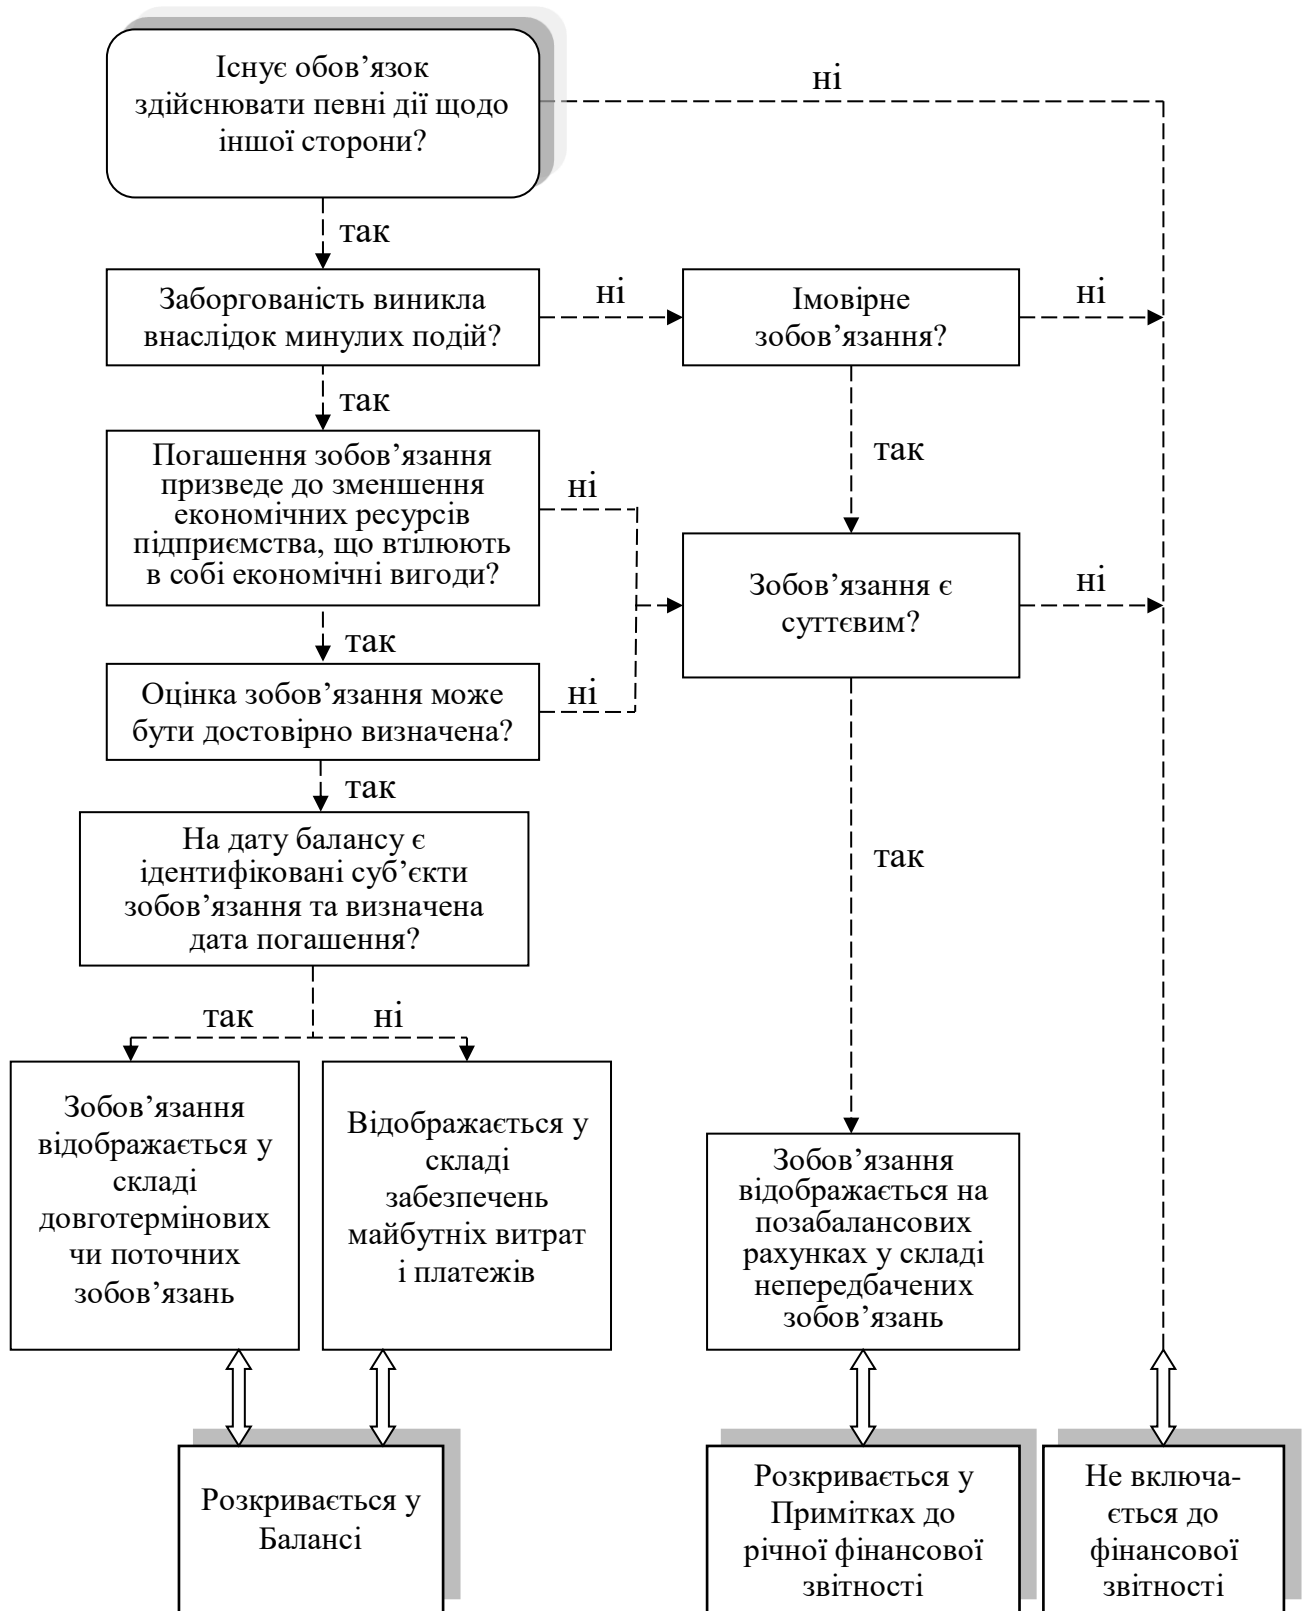 Існує обов’язок
здійснювати певні дії щодо
іншої сторони?
ні
так
Заборгованість виникла
внаслідок минулих подій?
ні
Імовірне
зобов’язання?
ні
так
так
Погашення зобов’язання
призведе до зменшення
економічних ресурсів
підприємства, що втілюють
в собі економічні вигоди?
ні
Зобов’язання є
суттєвим?
ні
так
Оцінка зобов’язання може
бути достовірно визначена?
ні
так
так
На дату балансу є
ідентифіковані суб’єкти
зобов’язання та визначена
дата погашення?
так
ні
Зобов’язання
відображається у
складі
довготермінових
чи поточних
зобов’язань
Відображається у
складі
забезпечень
майбутніх витрат
і платежів
Зобов’язання
відображається на
позабалансових
рахунках у складі
непередбачених
зобов’язань
Розкривається у
Балансі
Розкривається у
Примітках до
річної фінансової
звітності
Не включа-
ється до
фінансової
звітності